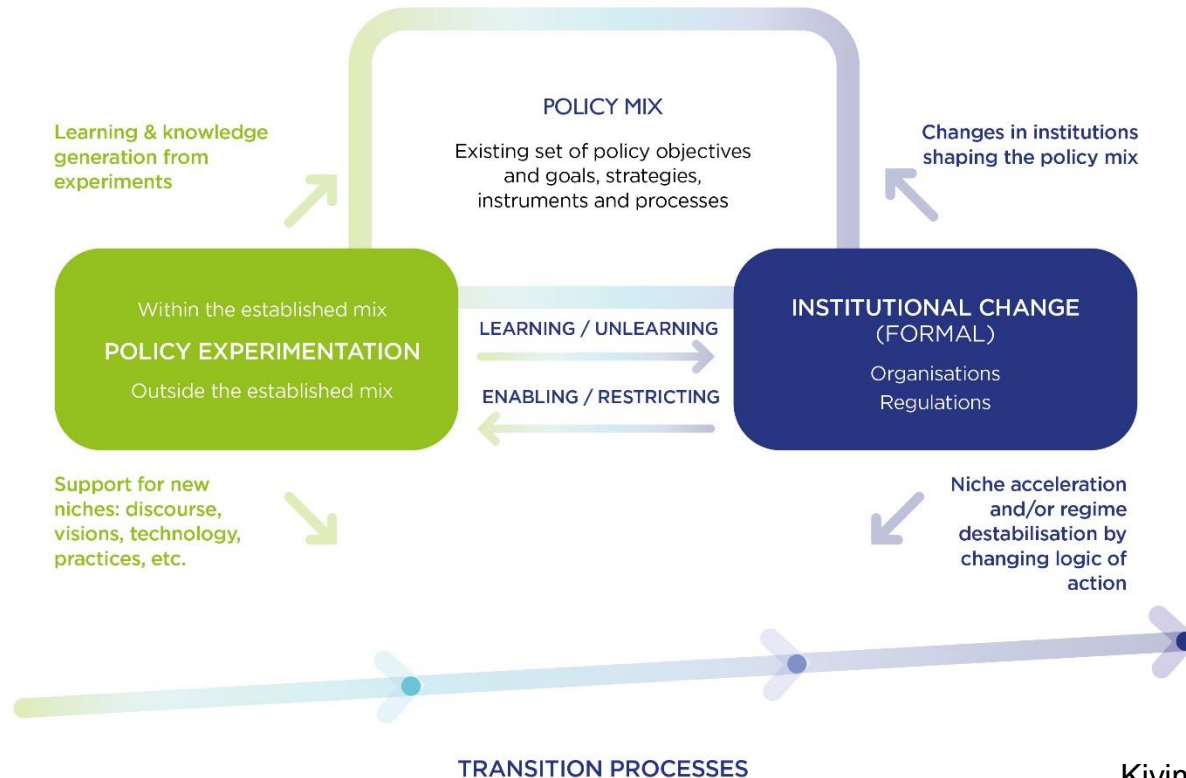 POLICY MIX
Existing set of policy objectives
and goals, strategies,
instruments and processes
Learning & knowledge
generation from
experiments
Changes in institutions
shaping the policy mix
Within the established mix
POLICY EXPERIMENTATION
Outside the established mix
LEARNING / UNLEARNING
ENABLING / RESTRICTING
INSTITUTIONAL CHANGE
(FORMAL)
Organisations
Regulations
Support for new
niches: discourse,
visions, technology,
practices, etc.
Niche acceleration
and/or regime
destabilisation by
changing logic of
action
TRANSITION PROCESSES